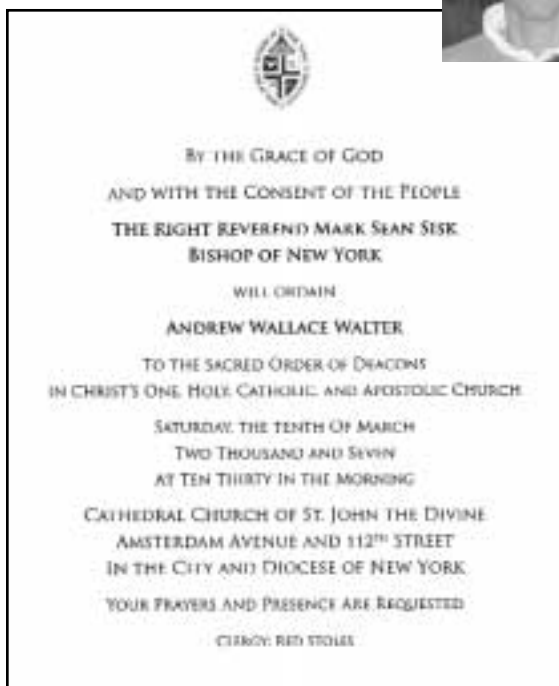 BY THE GRACE OF GOD
AND WITH THE CONSENT OF THE PEOPLE
THE RIGHT REVEREND MARK SEAN SISK
BISHOP OF NEW YORK
WILL ORDAIN
ANDREW WALLACE WALTER
TO THE SACRED ORDER OF DEACONS
IN CHRIST'S ONE, HOLY, CATHOLIC, AND APOSTOLIC CHURCH
SATURDAY, THE TENTH OF MARCH
TWO THOUSAND AND SEVEN
AT TEN THIRTY IN THE MORNING
CATHEDRAL CHURCH OF ST. JOHN THE DIVINE
AMSTERDAM AVENUE AND 112TH STREET
IN THE CITY AND DIOCESE OF NEW YORK
YOUR PRAYERS AND PRESENCE ARE REQUESTED
CLERGY: RED STOLES